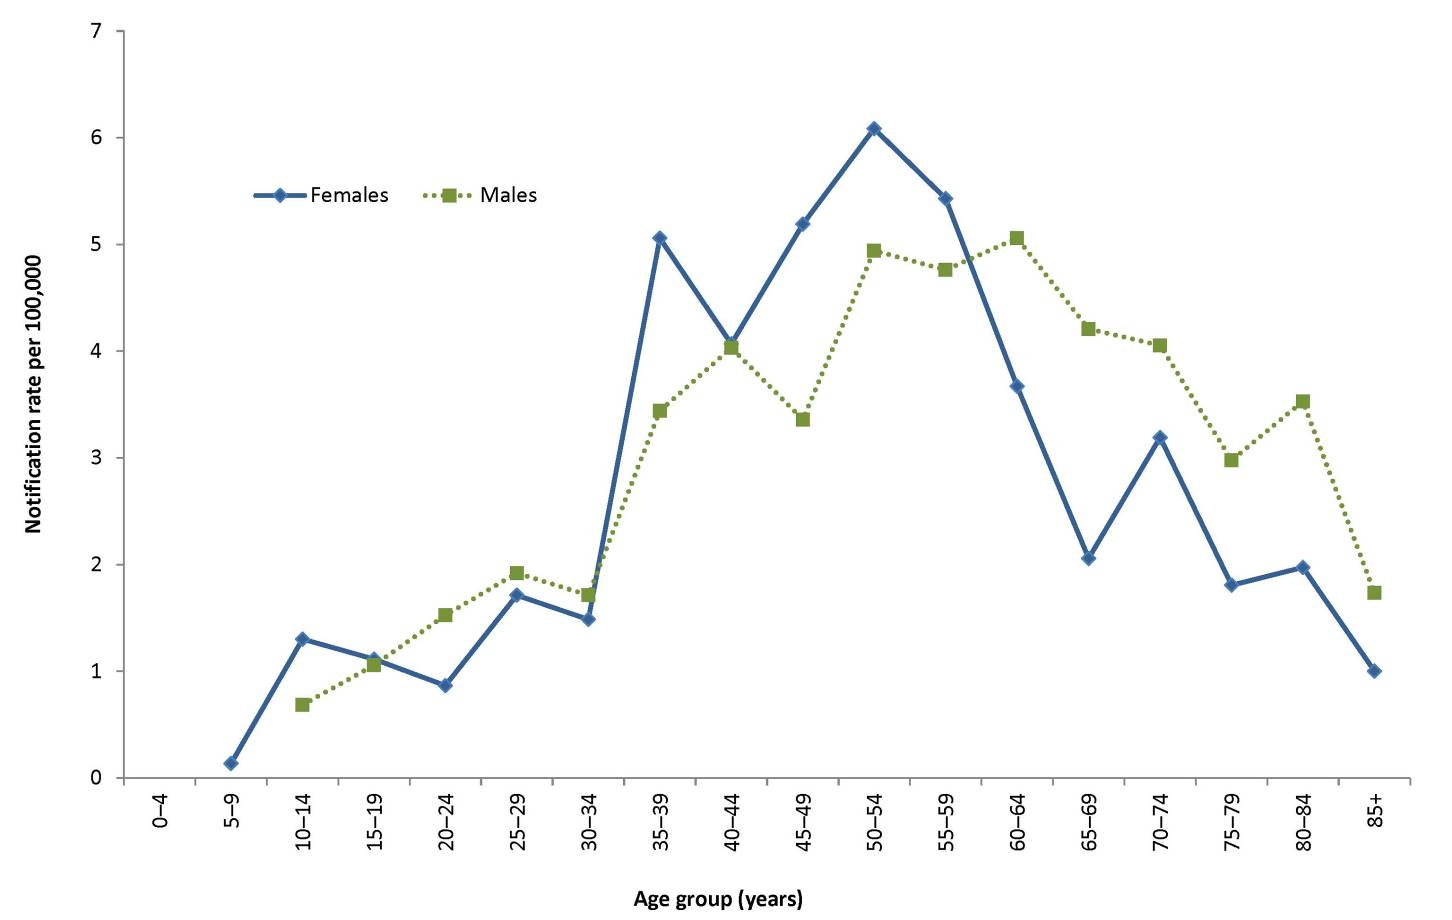 7
6
Females Males
5
4
3
2
1
0
Notification rate per 100,000
0–4 5–9 10–14 15–19 20–24 25–29 30–34 35–39 40–44 45–49 50–54 55–59 60–64 65–69 70–74 75–79 80–84 85+
Age group (years)